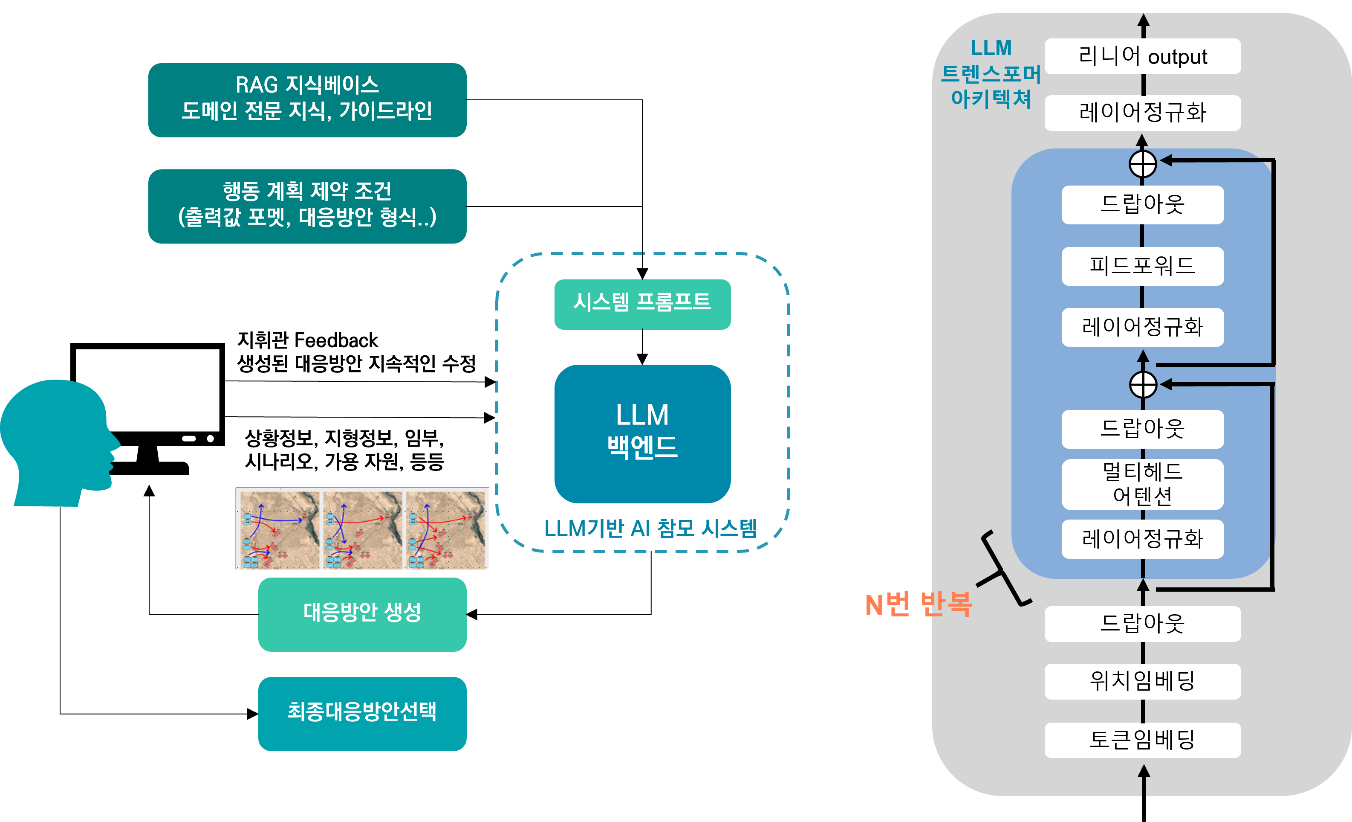 RAG 지식베이스
도메인 전문 지식, 가이드라인
행동 계획 제약 조건
(출력값 포멧, 대응방안 형식..)
시스템 프롬프트
지휘관 Feedback
생성된 대응방안 지속적인 수정
상황정보, 지형정보, 임부,
시나리오, 가용 자원, 등등
LLM
백엔드
LLM기반 AI 참모 시스템
대응방안 생성
최종대응방안선택
LLM
트렌스포머
아키텍쳐
리니어 output
레이어정규화
드랍아웃
피드포워드
레이어정규화
드랍아웃
멀티헤드
어텐션
레이어정규화
N번 반복
드랍아웃
위치임베딩
토큰임베딩